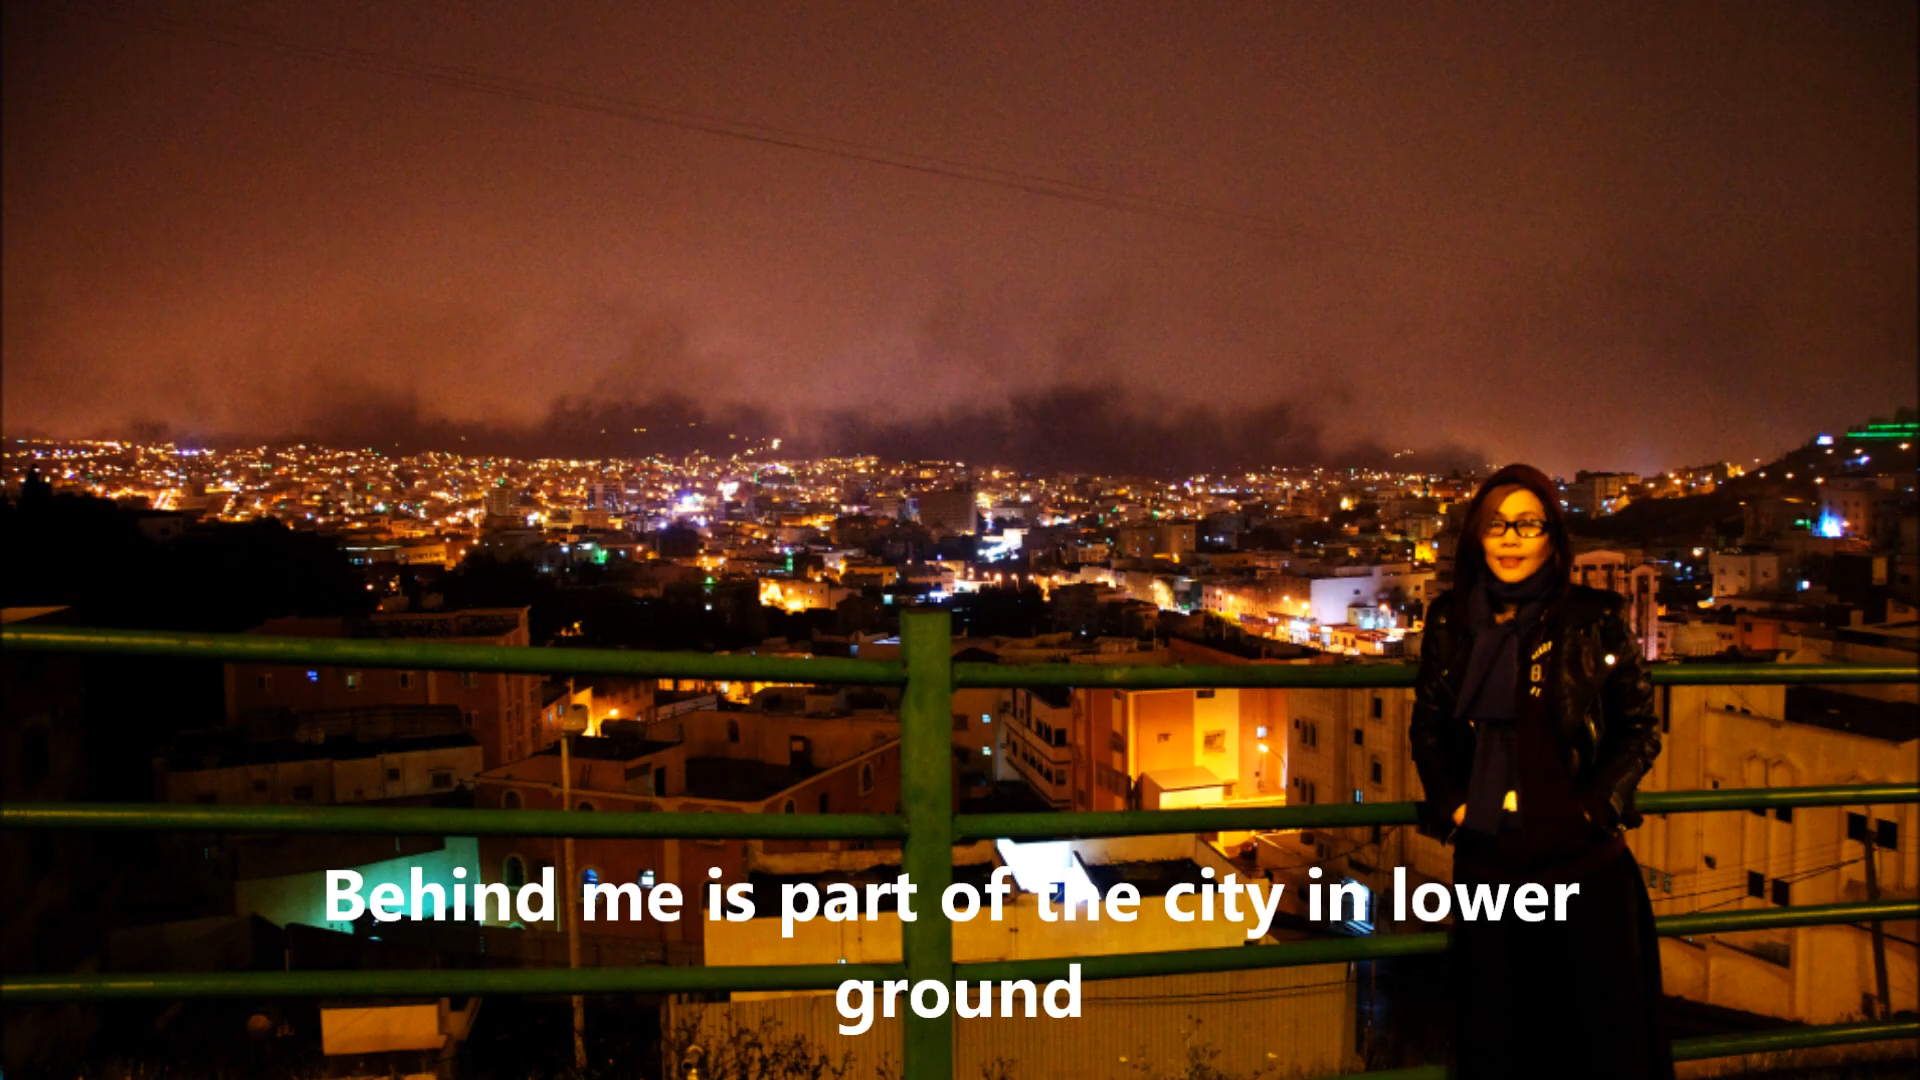 Behind me is part of the city in lower
ground